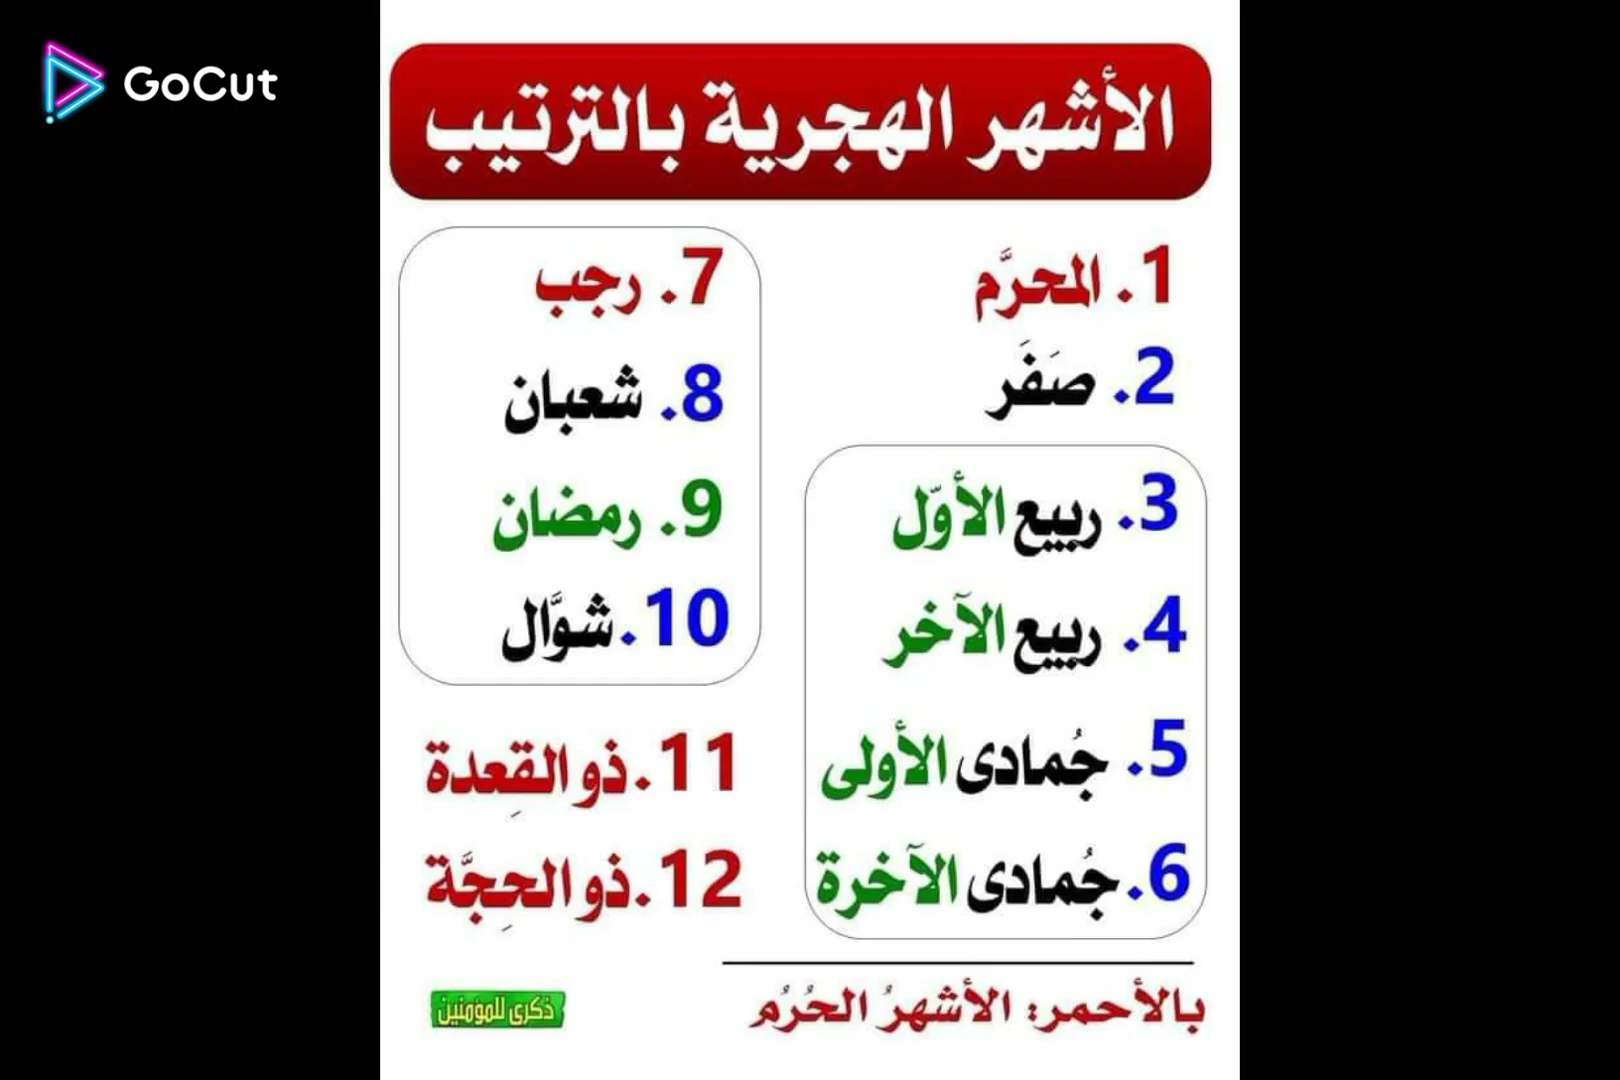 GoCut
الأشهر الهجرية بالترتيب
1. المحرَّم
2. صَفَر
3. ربيع الأوّل
4. ربيع الآخر
5. جُمادى الأولى
6. جُمادى الآخرة
7. رجب
8. شعبان
9. رمضان
10. شوَّال
11. ذو القِعدة
12. ذو الحِجَّة
بالأحمر: الأشهرُ الحُرُم
ذكرى للمؤمنين